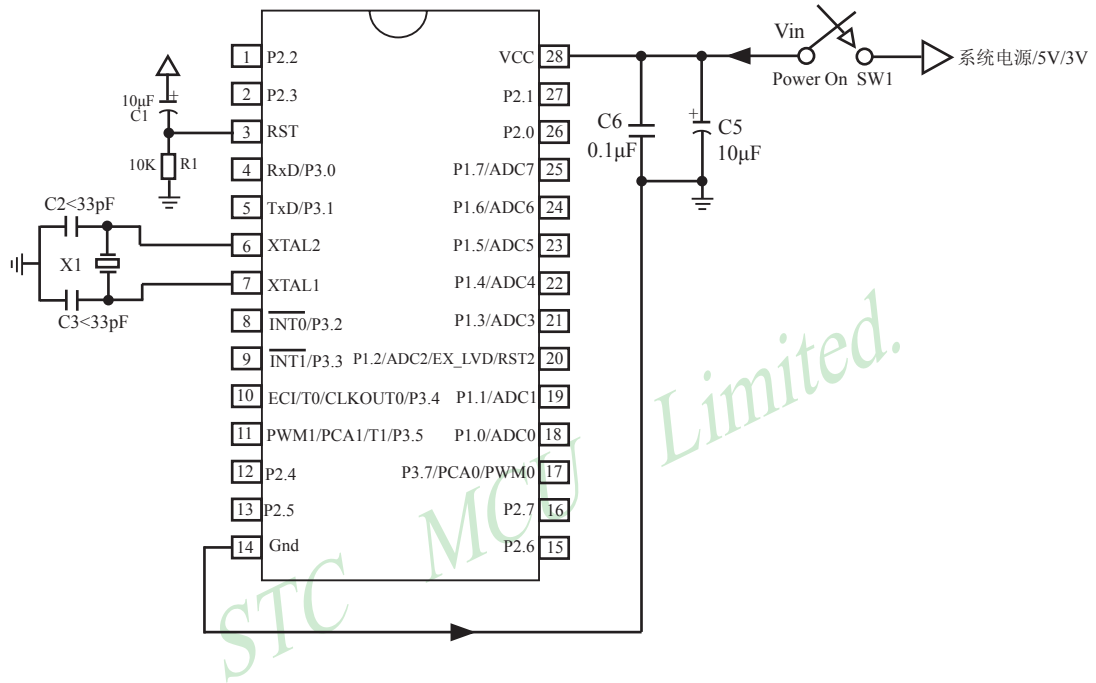 Vin
系统电源/5V/3V
Power On SW1
1 P2.2
VCC 28
2 P2.3
P2.1 27
10μF
+
C1
3 RST
P2.0 26
C6
0.1μF
+
C5
10μF
10K
R1
4 RxD/P3.0
P1.7/ADC7 25
5 TxD/P3.1
P1.6/ADC6 24
C2<33pF
6 XTAL2
P1.5/ADC5 23
X1
7 XTAL1
P1.4/ADC4 22
C3<33pF
8 INT0/P3.2
P1.3/ADC3 21
9 INT1/P3.3
P1.2/ADC2/EX_LVD/RST2 20
10 ECI/T0/CLKOUT0/P3.4
P1.1/ADC1 19
11 PWM1/PCA1/T1/P3.5
P1.0/ADC0 18
12 P2.4
P3.7/PCA0/PWM0 17
13 P2.5
P2.7 16
14 Gnd
P2.6 15
STC MCU Limited.